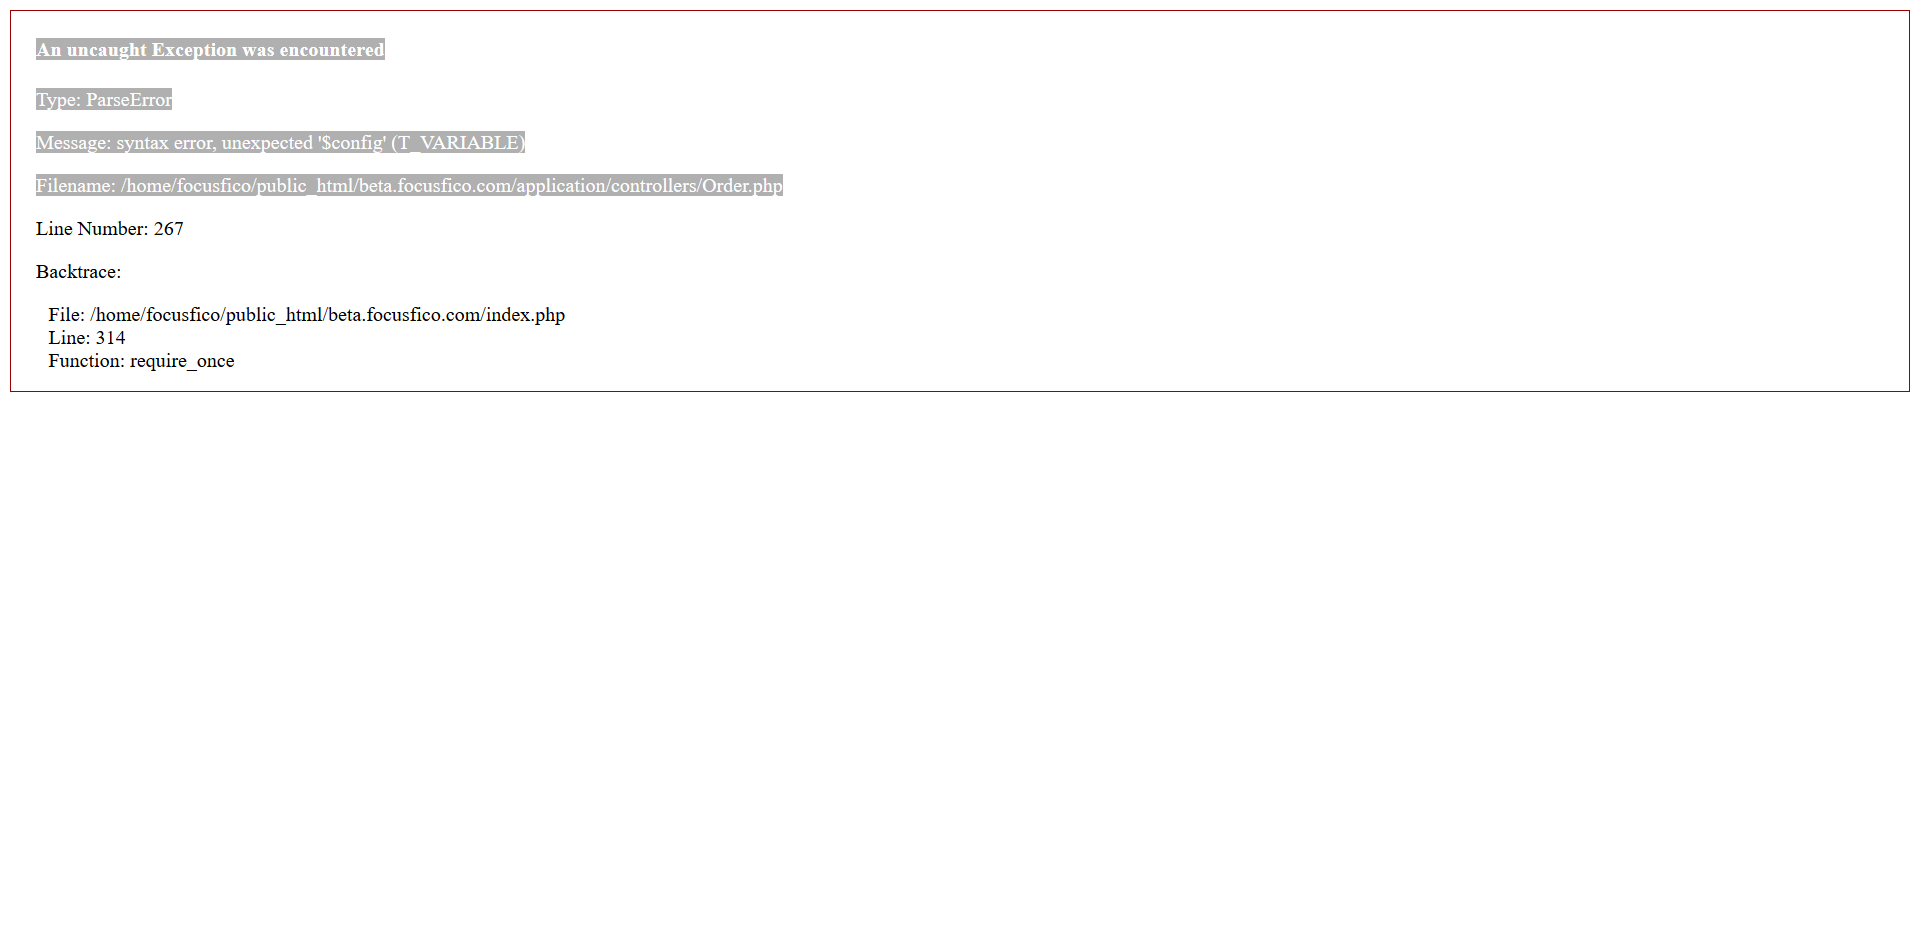 An uncaught Exception was encountered
Type: ParseError
Message: syntax error, unexpected '$config' (T_VARIABLE)
Filename: /home/focusfico/public_html/beta.focusfico.com/application/controllers/Order.php
Line Number: 267
Backtrace:
File: /home/focusfico/public_html/beta.focusfico.com/index.php
Line: 314
Function: require_once